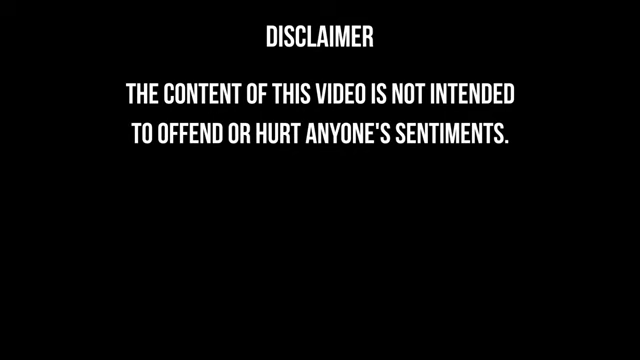 DISCLAIMER
THE CONTENT OF THIS VIDEO IS NOT INTENDED
TO OFFEND OR HURT ANYONE'S SENTIMENTS.